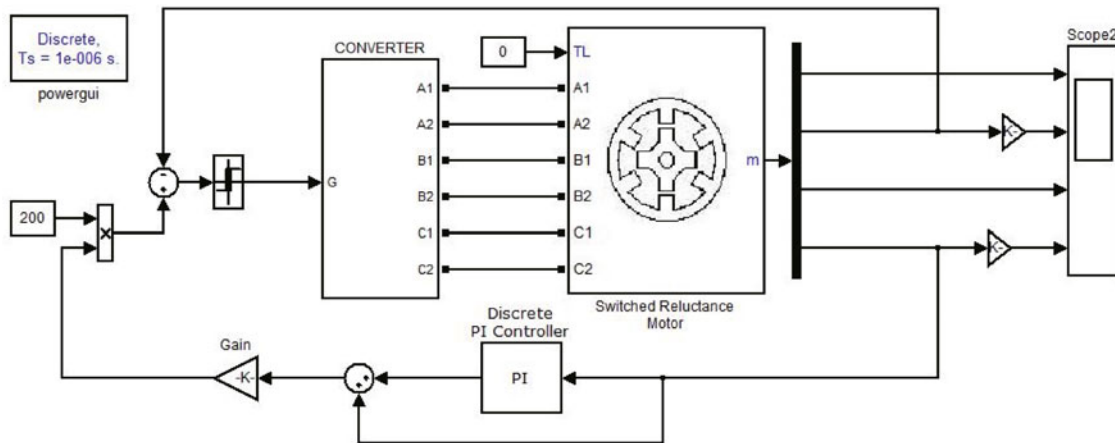 Discrete,
Ts = 1e-006 s.
powergui
CONVERTER
0
TL
Scope2
A1
A1
A2
A2
B1
B1
m
K-
G
B2
B2
200
C1
C1
K-
C2
C2
Switched Reluctance
Motor
Discrete
PI Controller
Gain
-K-
PI